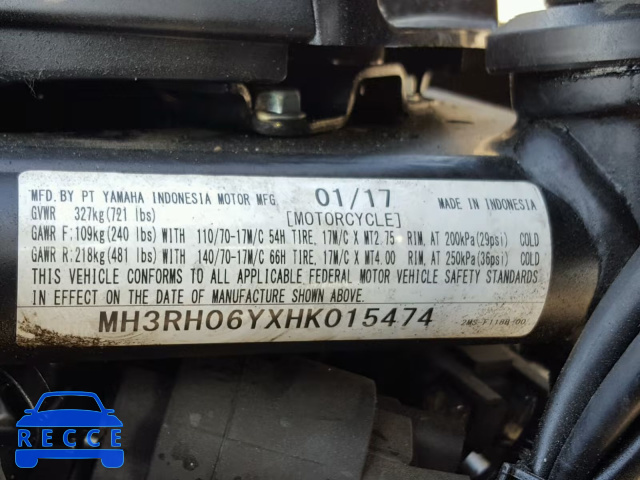 MFD. BY PT YAMAHA INDONESIA MOTOR MFG. 01/17 MADE IN INDONESIA
GVWR 327kg(721 lbs) [MOTORCYCLE]
GAWR F:109kg(240 lbs) WITH 110/70-17M/C 54H TIRE, 17M/C X MT2.75 RIM, AT 200kPa(29psi) COLD
GAWR R:218kg(481 lbs) WITH 140/70-17M/C 66H TIRE, 17M/C X MT4.00 RIM, AT 250kPa(36psi) COLD
THIS VEHICLE CONFORMS TO ALL APPLICABLE FEDERAL MOTOR VEHICLE SAFETY STANDARDS
IN EFFECT ON THE DATE OF MANUFACTURE SHOWN ABOVE.
MH3RH06YXHK015474
2MS-F118B-00
RECCE